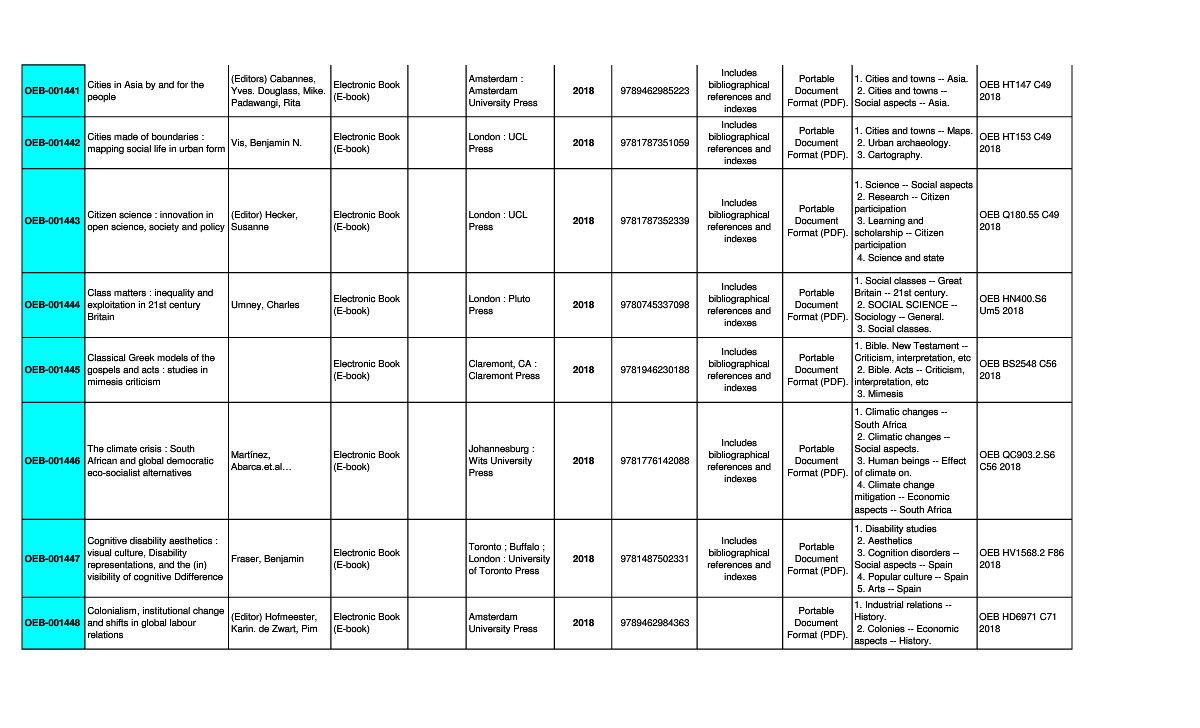 OEB-001441
Cities in Asia by and for the
people
(Editors) Cabannes,
Yves. Douglass, Mike.
Padawangi, Rita
Electronic Book
(E-book)
Amsterdam :
Amsterdam
University Press
2018
9789462985223
Includes
bibliographical
references and
indexes
Portable
Document
Format (PDF).
1. Cities and towns -- Asia.
2. Cities and towns --
Social aspects -- Asia.
OEB HT147 C49
2018
OEB-001442
Cities made of boundaries :
mapping social life in urban form
Vis, Benjamin N.
Electronic Book
(E-book)
London : UCL
Press
2018
9781787351059
Includes
bibliographical
references and
indexes
Portable
Document
Format (PDF).
1. Cities and towns -- Maps.
2. Urban archaeology.
3. Cartography.
OEB HT153 C49
2018
OEB-001443
Citizen science : innovation in
open science, society and policy
(Editor) Hecker,
Susanne
Electronic Book
(E-book)
London : UCL
Press
2018
9781787352339
Includes
bibliographical
references and
indexes
Portable
Document
Format (PDF).
1. Science -- Social aspects
2. Research -- Citizen
participation
3. Learning and
scholarship -- Citizen
participation
4. Science and state
OEB Q180.55 C49
2018
OEB-001444
Class matters : inequality and
exploitation in 21st century
Britain
Umney, Charles
Electronic Book
(E-book)
London : Pluto
Press
2018
9780745337098
Includes
bibliographical
references and
indexes
Portable
Document
Format (PDF).
1. Social classes -- Great
Britain -- 21st century.
2. SOCIAL SCIENCE --
Sociology -- General.
3. Social classes.
OEB HN400.S6
Um5 2018
OEB-001445
Classical Greek models of the
gospels and acts : studies in
mimesis criticism
Electronic Book
(E-book)
Claremont, CA :
Claremont Press
2018
9781946230188
Includes
bibliographical
references and
indexes
Portable
Document
Format (PDF).
1. Bible. New Testament --
Criticism, interpretation, etc
2. Bible. Acts -- Criticism,
interpretation, etc
3. Mimesis
OEB BS2548 C56
2018
OEB-001446
The climate crisis : South
African and global democratic
eco-socialist alternatives
Martínez,
Abarca.et.al…
Electronic Book
(E-book)
Johannesburg :
Wits University
Press
2018
9781776142088
Includes
bibliographical
references and
indexes
Portable
Document
Format (PDF).
1. Climatic changes --
South Africa
2. Climatic changes --
Social aspects.
3. Human beings -- Effect
of climate on.
4. Climate change
mitigation -- Economic
aspects -- South Africa
OEB QC903.2.S6
C56 2018
OEB-001447
Cognitive disability aesthetics :
visual culture, Disability
representations, and the (in)
visibility of cognitive Ddifference
Fraser, Benjamin
Electronic Book
(E-book)
Toronto ; Buffalo ;
London : University
of Toronto Press
2018
9781487502331
Includes
bibliographical
references and
indexes
Portable
Document
Format (PDF).
1. Disability studies
2. Aesthetics
3. Cognition disorders --
Social aspects -- Spain
4. Popular culture -- Spain
5. Arts -- Spain
OEB HV1568.2 F86
2018
OEB-001448
Colonialism, institutional change
and shifts in global labour
relations
(Editor) Hofmeester,
Karin. de Zwart, Pim
Electronic Book
(E-book)
Amsterdam
University Press
2018
9789462984363
Portable
Document
Format (PDF).
1. Industrial relations --
History.
2. Colonies -- Economic
aspects -- History.
OEB HD6971 C71
2018